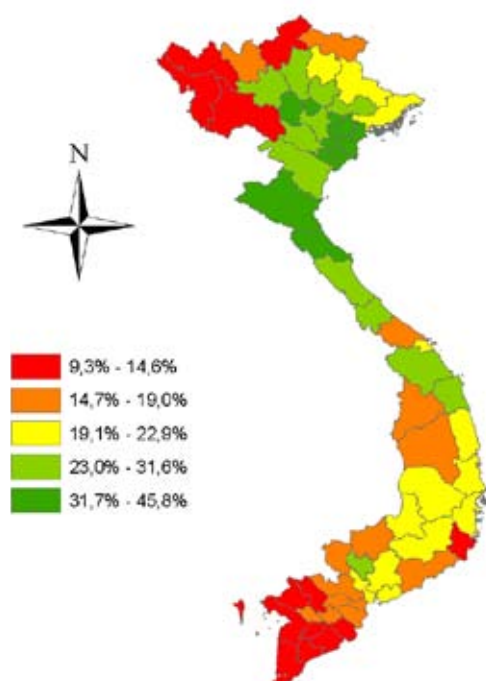 N
9,3% - 14,6%
14,7% - 19,0%
19,1% - 22,9%
23,0% - 31,6%
31,7% - 45,8%